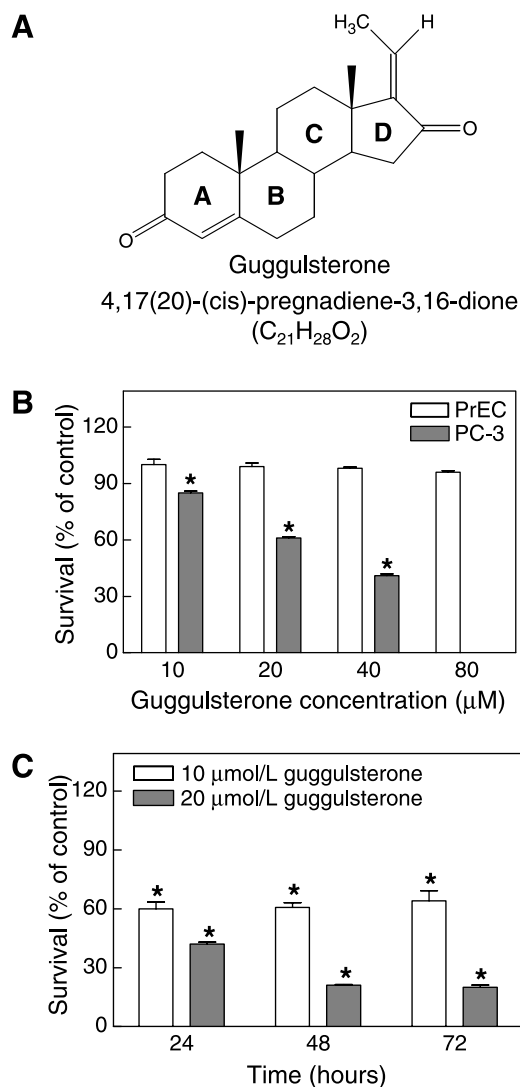 A
H₃C
H
C
D
O
A
B
O
Guggulsterone
4,17(20)-(cis)-pregnadiene-3,16-dione
(C₂₁H₂₈O₂)
B
PrEC
PC-3
Survival (% of control)
120
90
60
30
0
*
*
*
10 20 40 80
Guggulsterone concentration (μM)
C
10 μmol/L guggulsterone
20 μmol/L guggulsterone
Survival (% of control)
120
90
60
30
0
* * *
* * *
24 48 72
Time (hours)